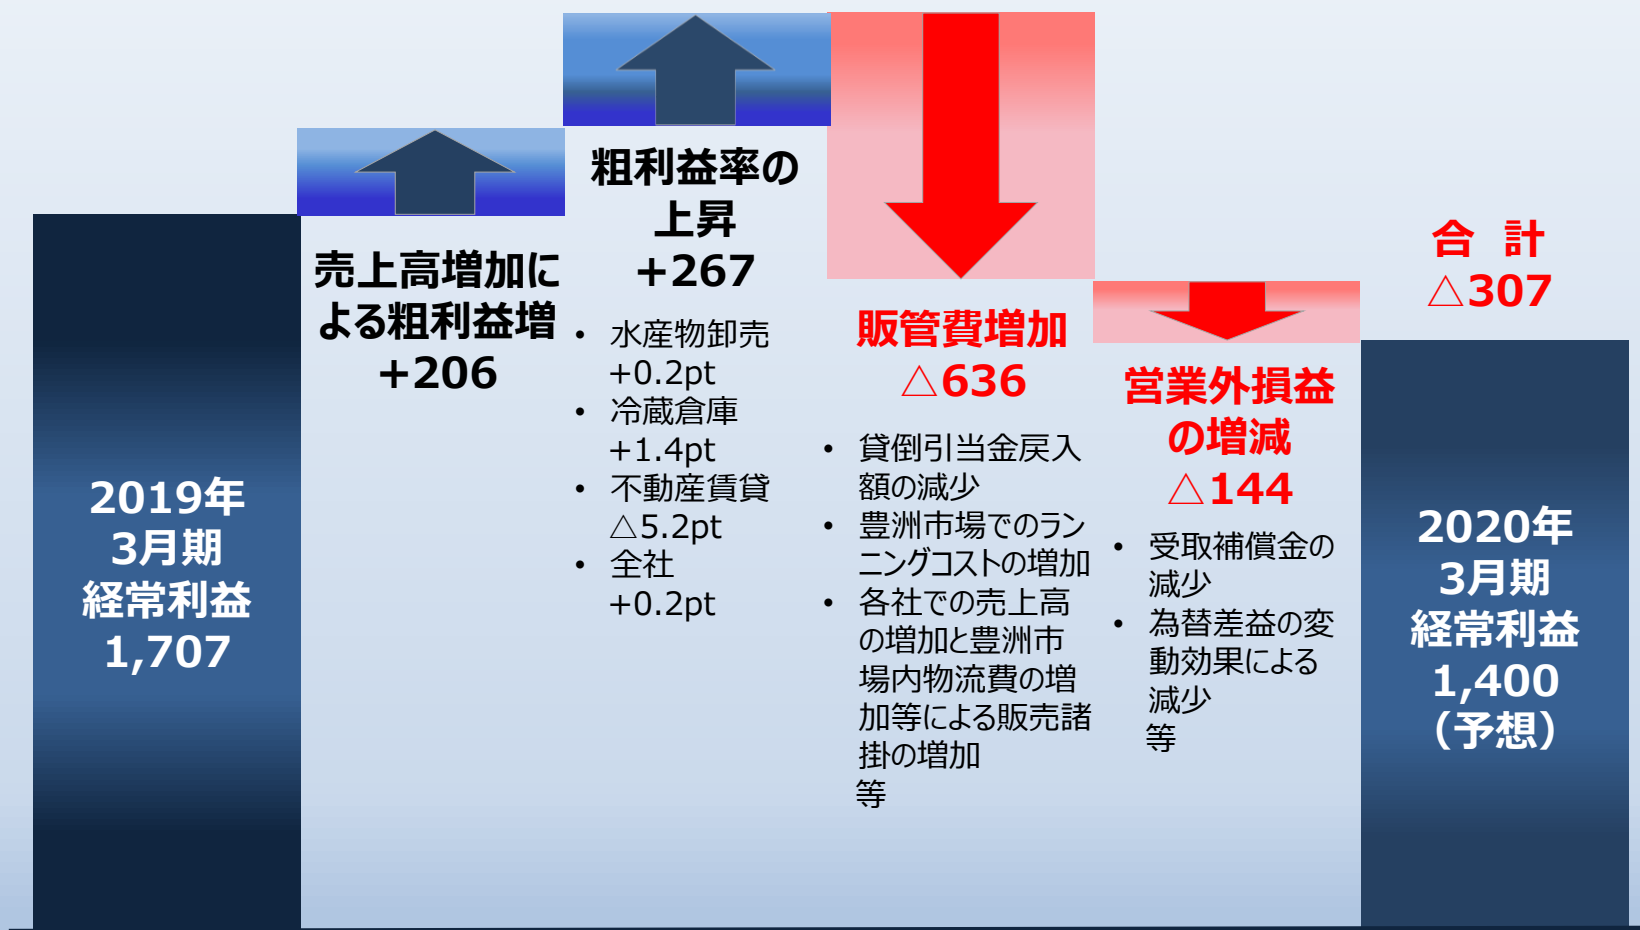 2019年
3月期
経常利益
1,707
売上高増加に
よる粗利益増
+206
粗利益率の
上昇
+267
• 水産物卸売
+0.2pt
• 冷蔵倉庫
+1.4pt
• 不動産賃貸
△5.2pt
• 全社
+0.2pt
販管費増加
△636
• 貸倒引当金戻入
額の減少
• 豊洲市場でのラン
ニングコストの増加
• 各社での売上高
の増加と豊洲市
場内物流費の増
加等による販売諸
掛の増加
等
営業外損益
の増減
△144
• 受取補償金の
減少
• 為替差益の変
動効果による
減少
等
合 計
△307
2020年
3月期
経常利益
1,400
（予想）